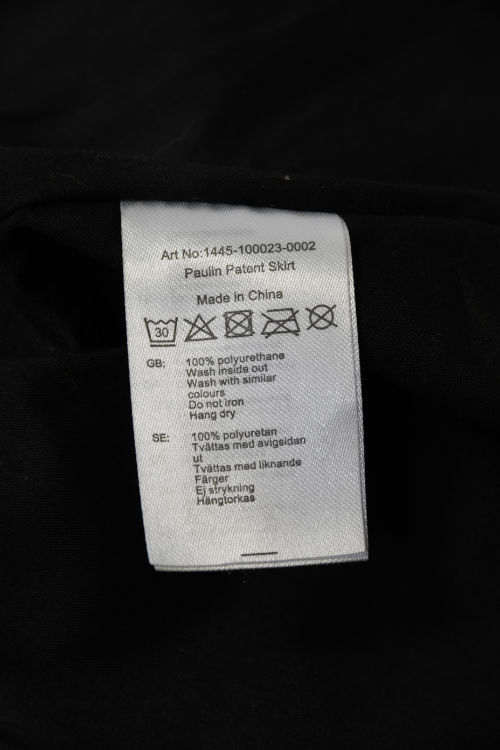 Art No:1445-100023-0002
Paulin Patent Skirt
Made in China
30
GB: 100% polyurethane
Wash inside out
Wash with similar
colours
Do not iron
Hang dry
SE: 100% polyuretan
Tvättas med avigsidan
ut
Tvättas med liknande
Färger
Ej strykning
Hängtorkas